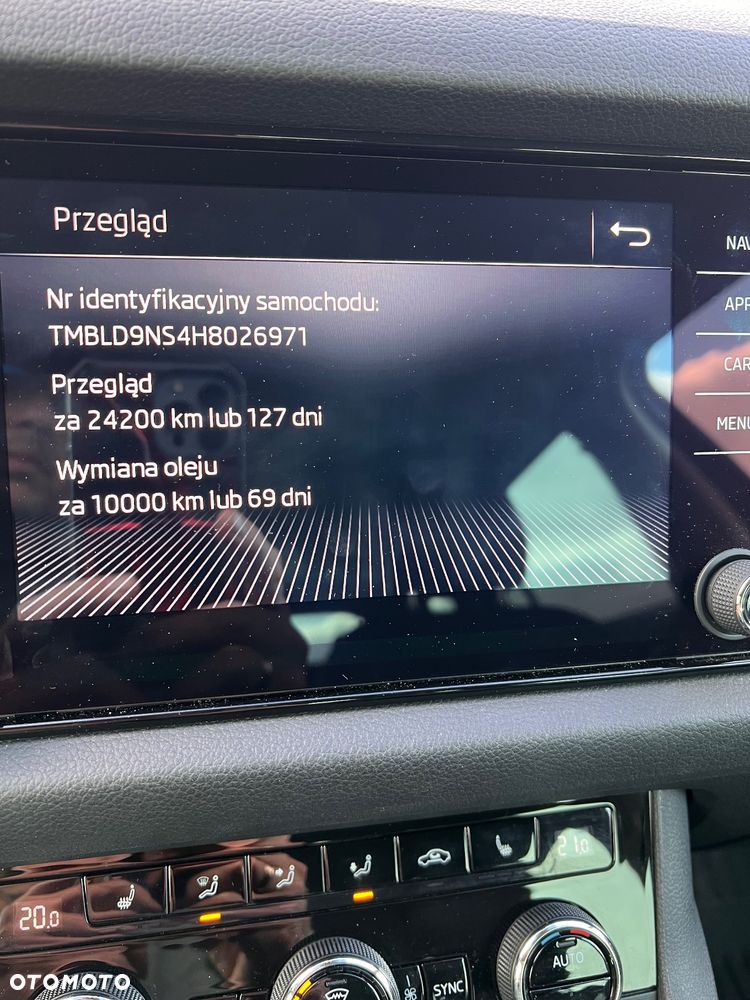 Przegląd
NAV
APP
Nr identyfikacyjny samochodu:
TMBLD9NS4H8026971
CAR
Przegląd
za 24200 km lub 127 dni
MENU
Wymiana oleju
za 10000 km lub 69 dni
21.0
20.0
AUTO
SYNC
OTOMOTO